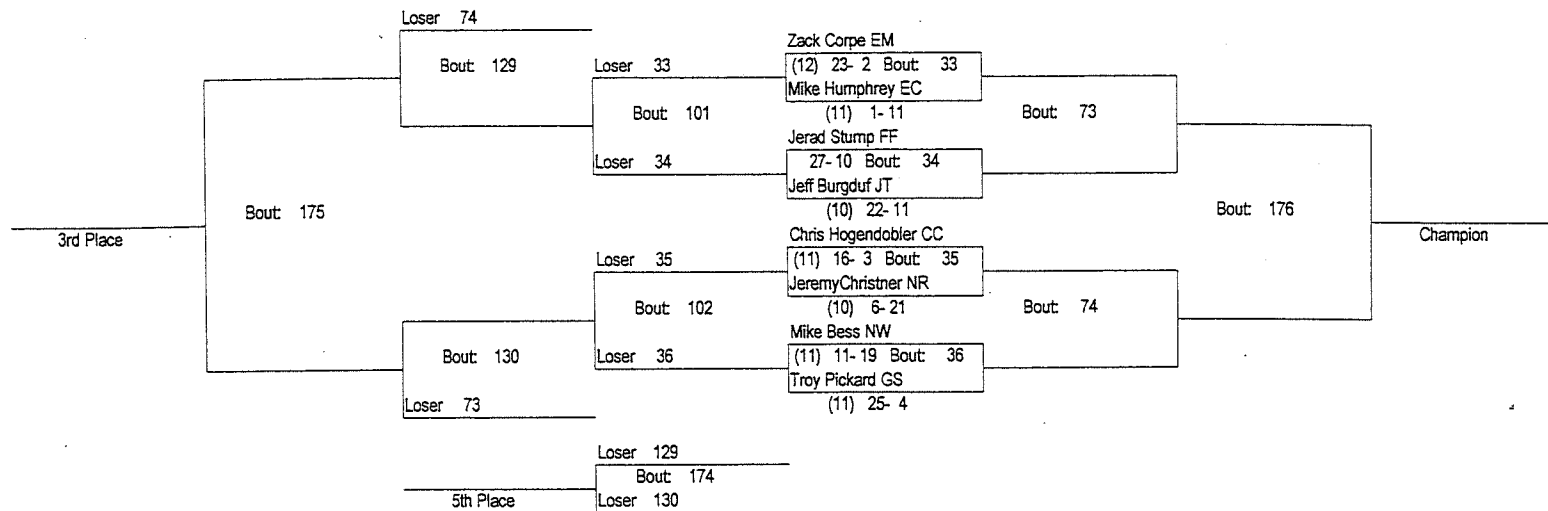 Loser 74
Bout: 129
Loser 33
Bout: 101
Loser 34
Zack Corpe EM
(12) 23- 2 Bout: 33
Mike Humphrey EC
(11) 1- 11
Bout: 73
Jerad Stump FF
27- 10 Bout: 34
Jeff Burgduf JT
(10) 22- 11
Bout: 175
3rd Place
Bout: 176
Champion
Loser 35
Bout: 102
Loser 36
Chris Hogendobler CC
(11) 16- 3 Bout: 35
JeremyChristner NR
(10) 6- 21
Bout: 74
Mike Bess NW
(11) 11- 19 Bout: 36
Troy Pickard GS
(11) 25- 4
Bout: 130
Loser 73
Loser 129
Bout: 174
5th Place
Loser 130